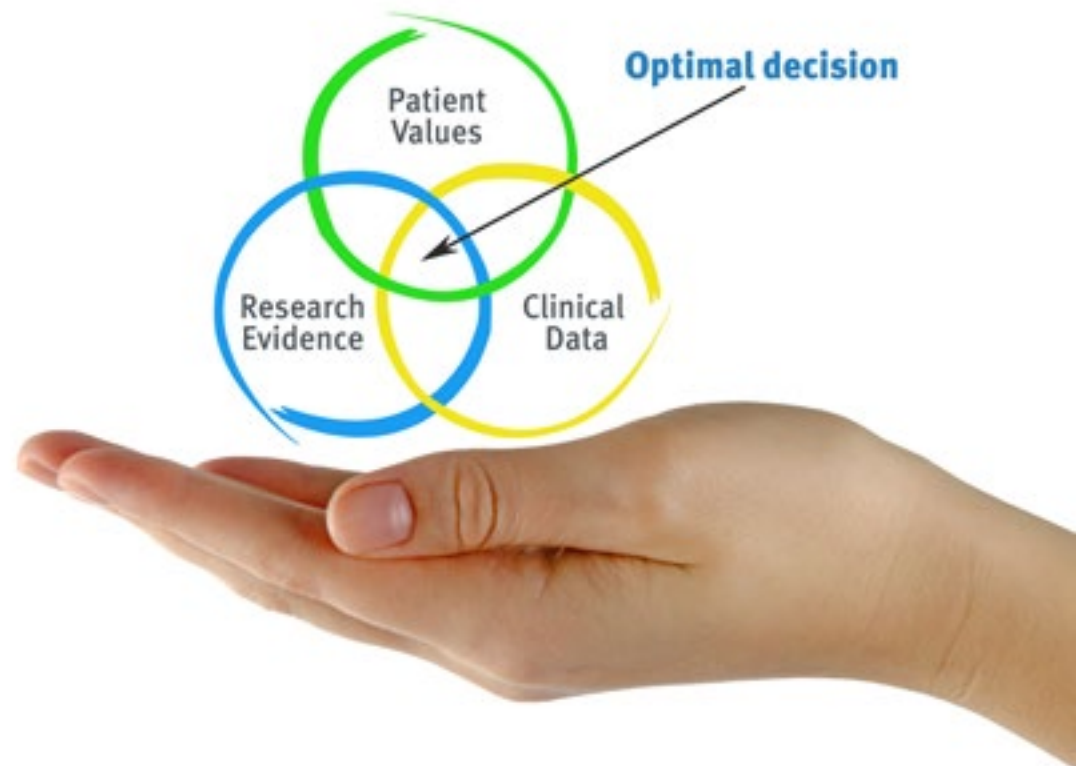 Optimal decision
Patient
Values
Research
Evidence
Clinical
Data